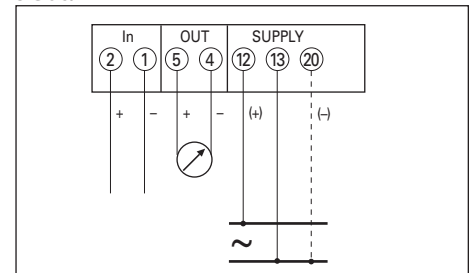 In OUT SUPPLY
2 1 5 4 12 13 20
+ – + – (+) (–)
~